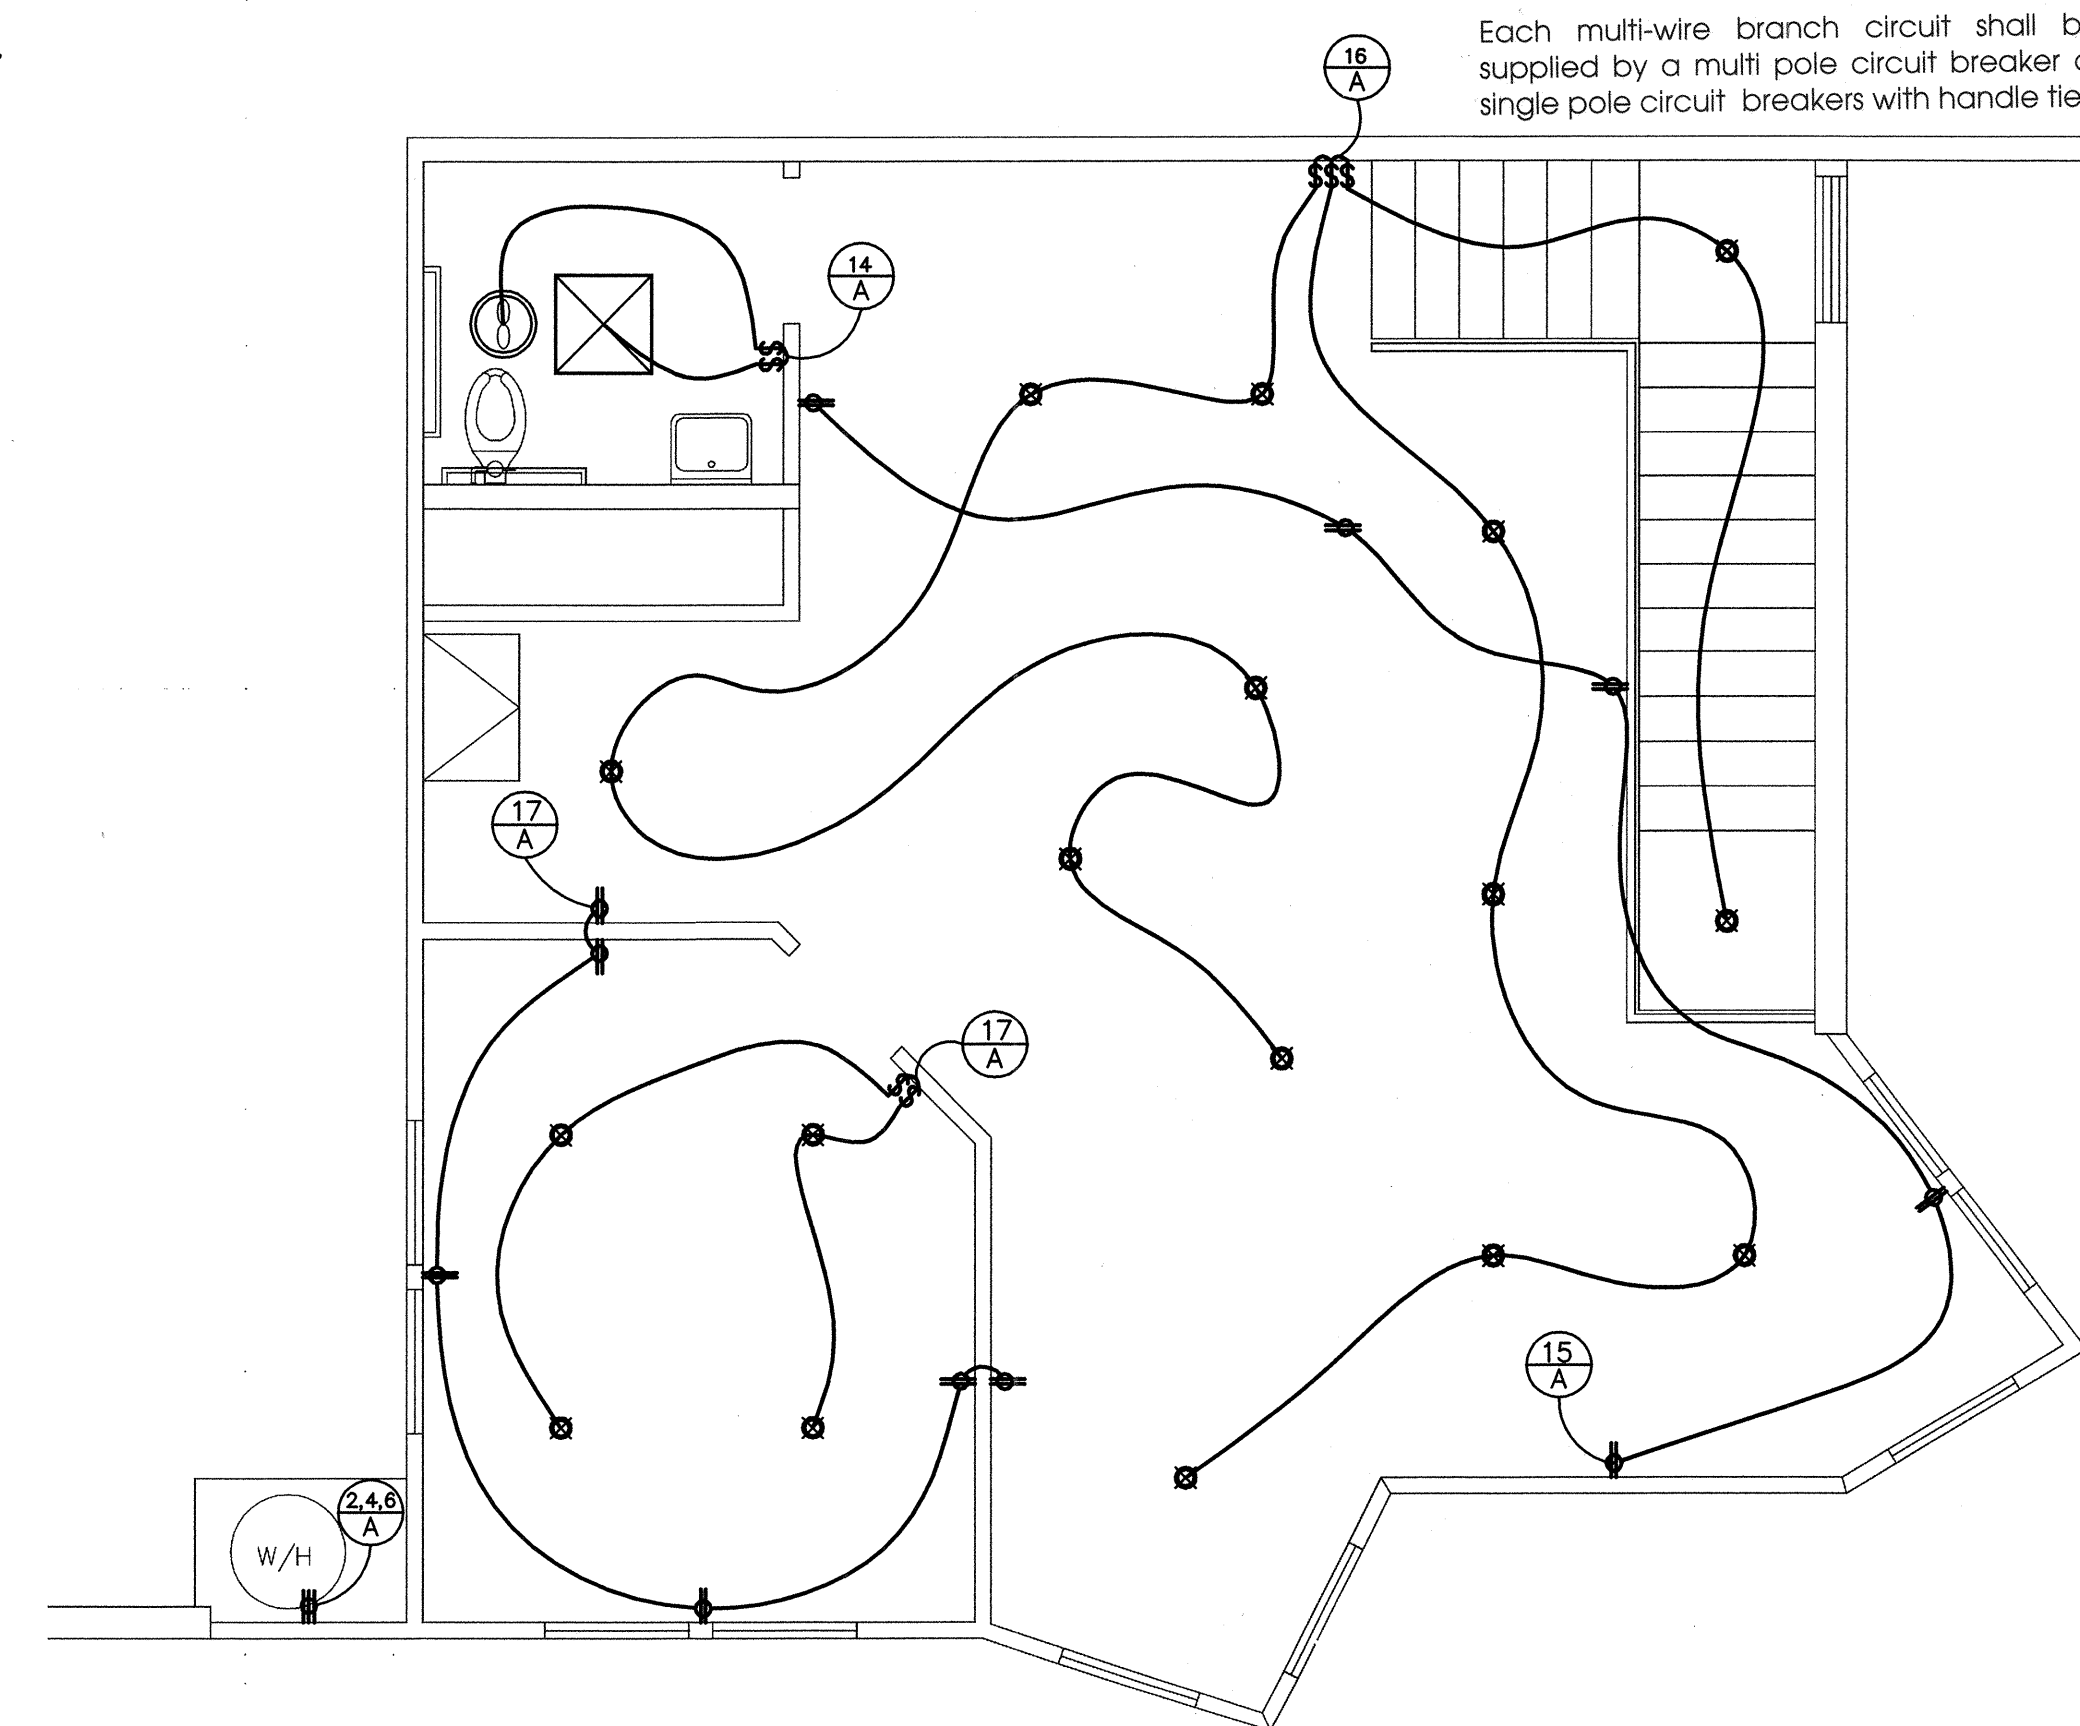 Each multi-wire branch circuit shall b
supplied by a multi pole circuit breaker
single pole circuit breakers with handle tie
16
A
14
A
17
A
17
A
15
A
2,4,6
A
W/H
$$$
$$
$$